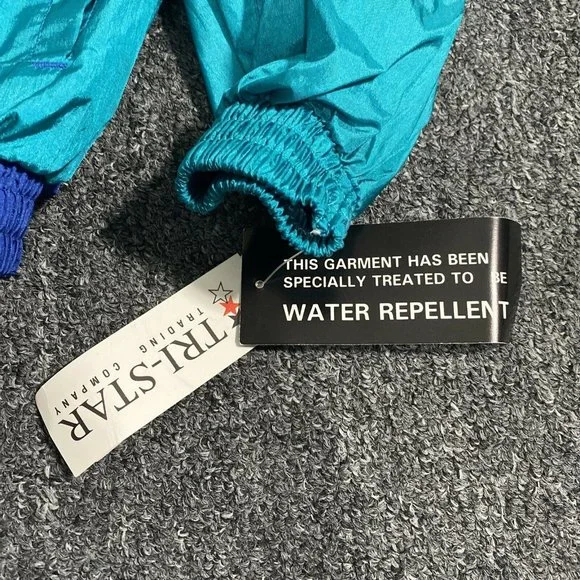 THIS GARMENT HAS BEEN
SPECIALLY TREATED TO BE
WATER REPELLENT
TRI-STAR
TRADING COMPANY